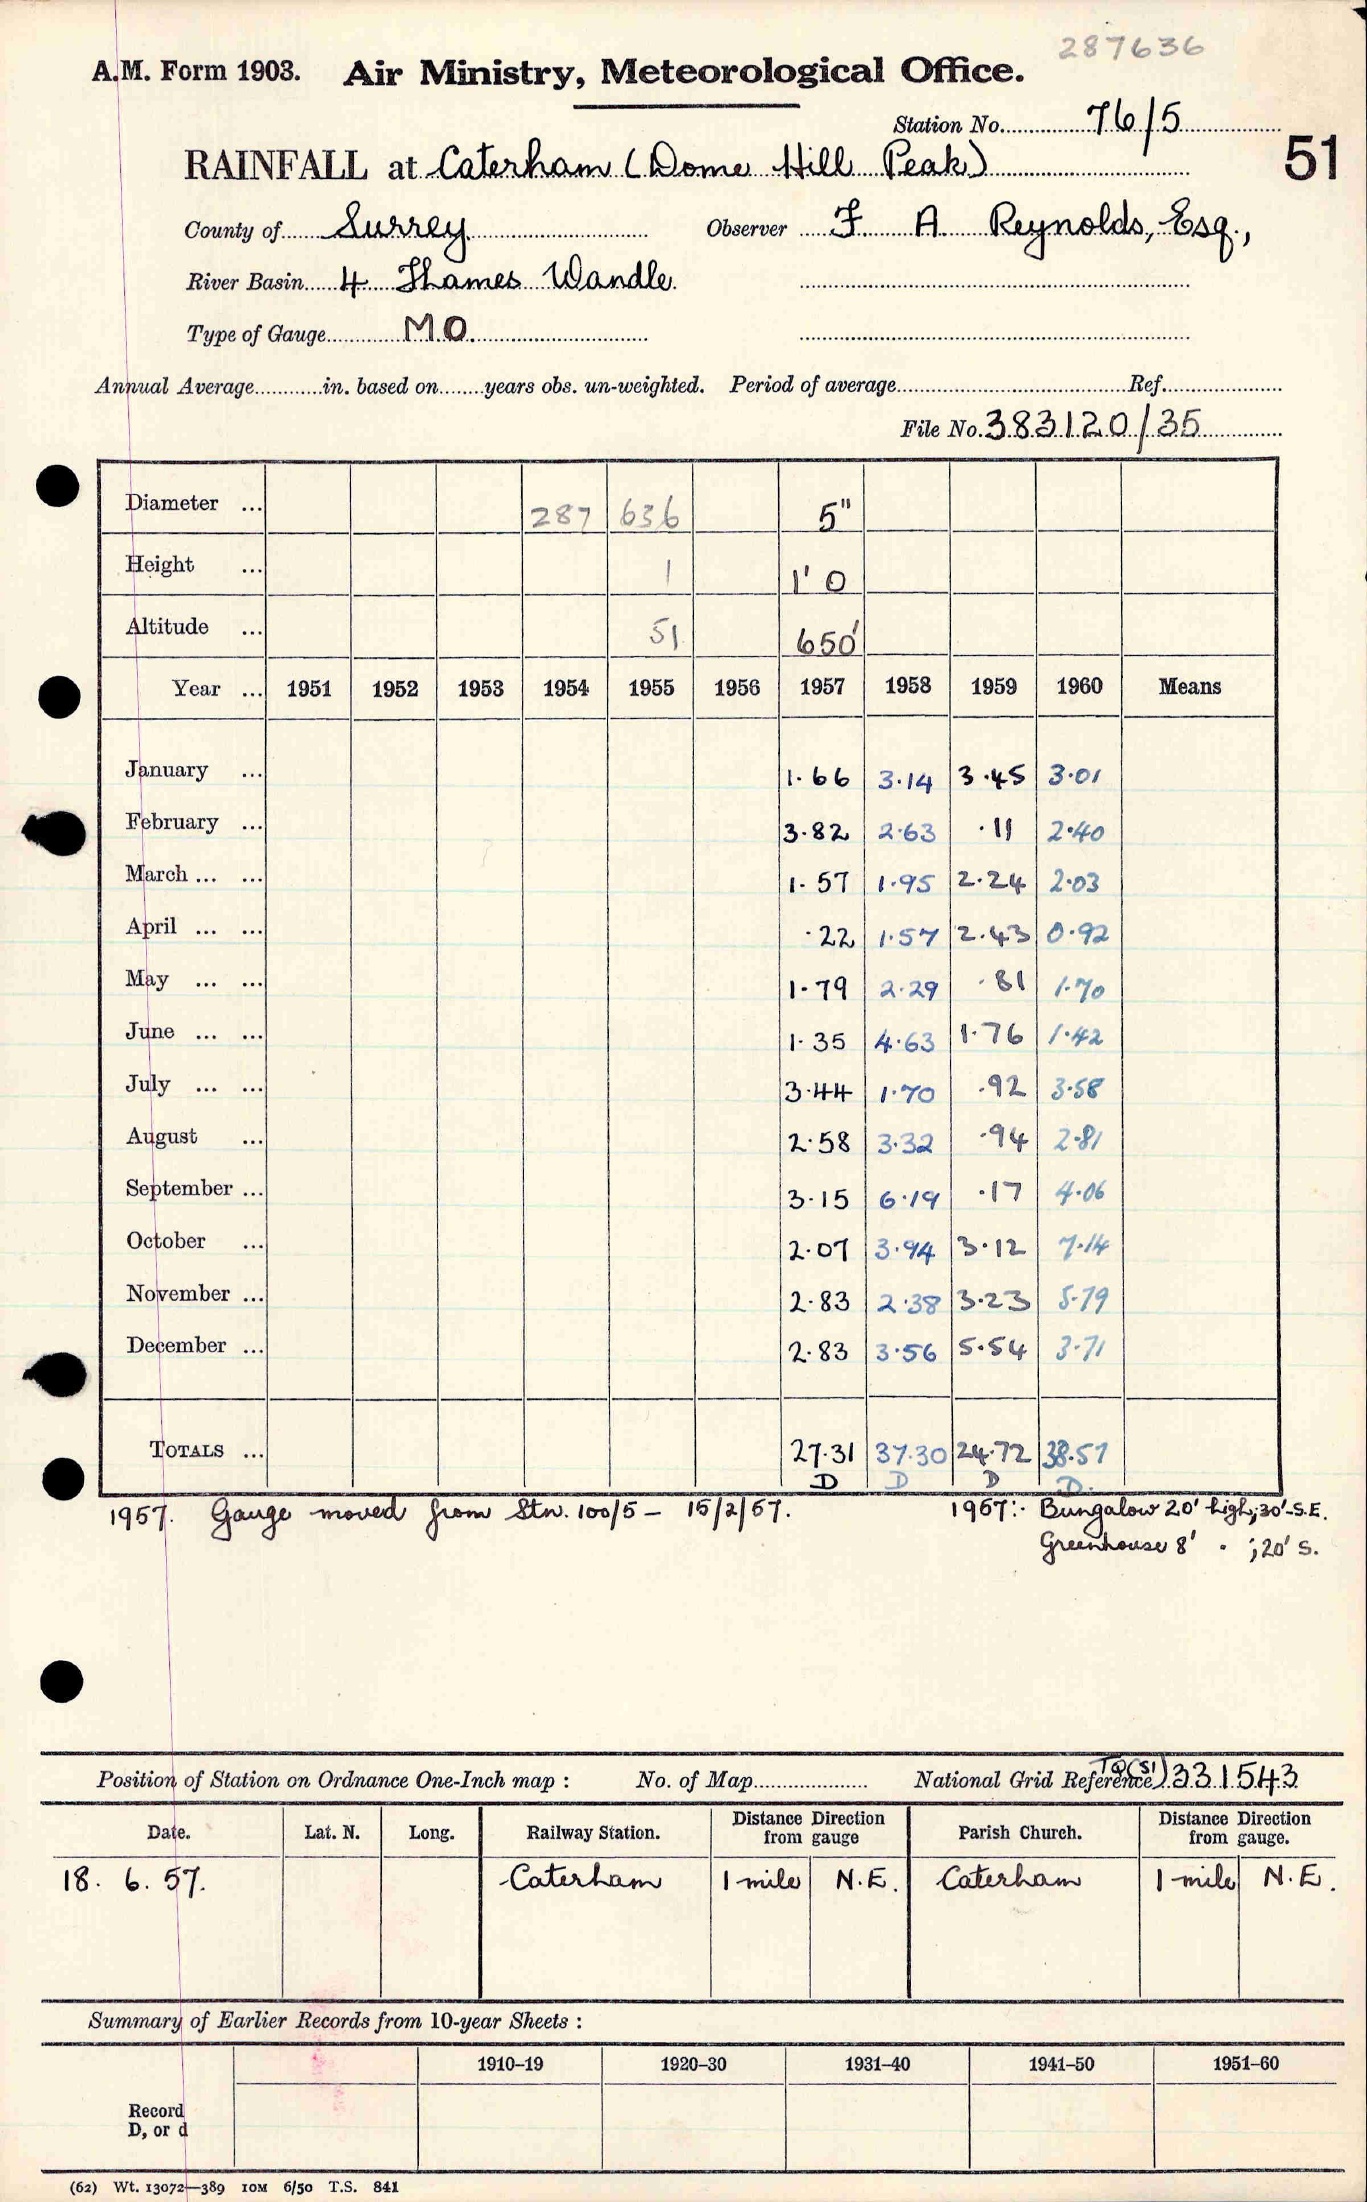 287636
A.M. Form 1903. Air Ministry, Meteorological Office.
Station No. 76/5
51
RAINFALL at Caterham (Dome Hill Peak)
County of Surrey Observer F A Reynolds, Esq.,
River Basin 4 Thames Wandle.
Type of Gauge MO.
Annual Average in. based on years obs. un-weighted. Period of average Ref.
File No. 383120/35
Diameter ... 287 636 5"
Height ... 1 1' 0
Altitude ... 51 650'
Year ... 1951 1952 1953 1954 1955 1956 1957 1958 1959 1960 Means
January ... 1.66 3.14 3.45 3.01
February ... 3.82 2.63 .11 2.40
March ... ... 1.57 1.95 2.24 2.03
April ... ... .22 1.57 2.43 0.92
May ... ... 1.79 2.29 .81 1.70
June ... ... 1.35 4.63 1.76 1.42
July ... ... 3.44 1.70 .92 3.58
August ... 2.58 3.32 .94 2.81
September ... 3.15 6.19 .17 4.06
October ... 2.07 3.94 3.12 7.14
November ... 2.83 2.38 3.23 5.79
December ... 2.83 3.56 5.54 3.71
TOTALS ... 27.31 37.30 24.72 38.57
D D D D.
1957. Gauge moved from Stn. 100/5 - 15/2/57. 1957:- Bungalow 20' high; 30'-S.E.
Greenhouse 8' " ; 20' S.
Position of Station on Ordnance One-Inch map : No. of Map National Grid Reference TQ(51) 331543
Date. Lat. N. Long. Railway Station. Distance Direction from gauge Parish Church. Distance Direction from gauge.
18. 6. 57. Caterham 1 mile N.E. Caterham 1 mile N.E.
Summary of Earlier Records from 10-year Sheets :
1910-19 1920-30 1931-40 1941-50 1951-60
Record
D, or d
(62) Wt. 13072—389 10M 6/50 T.S. 841